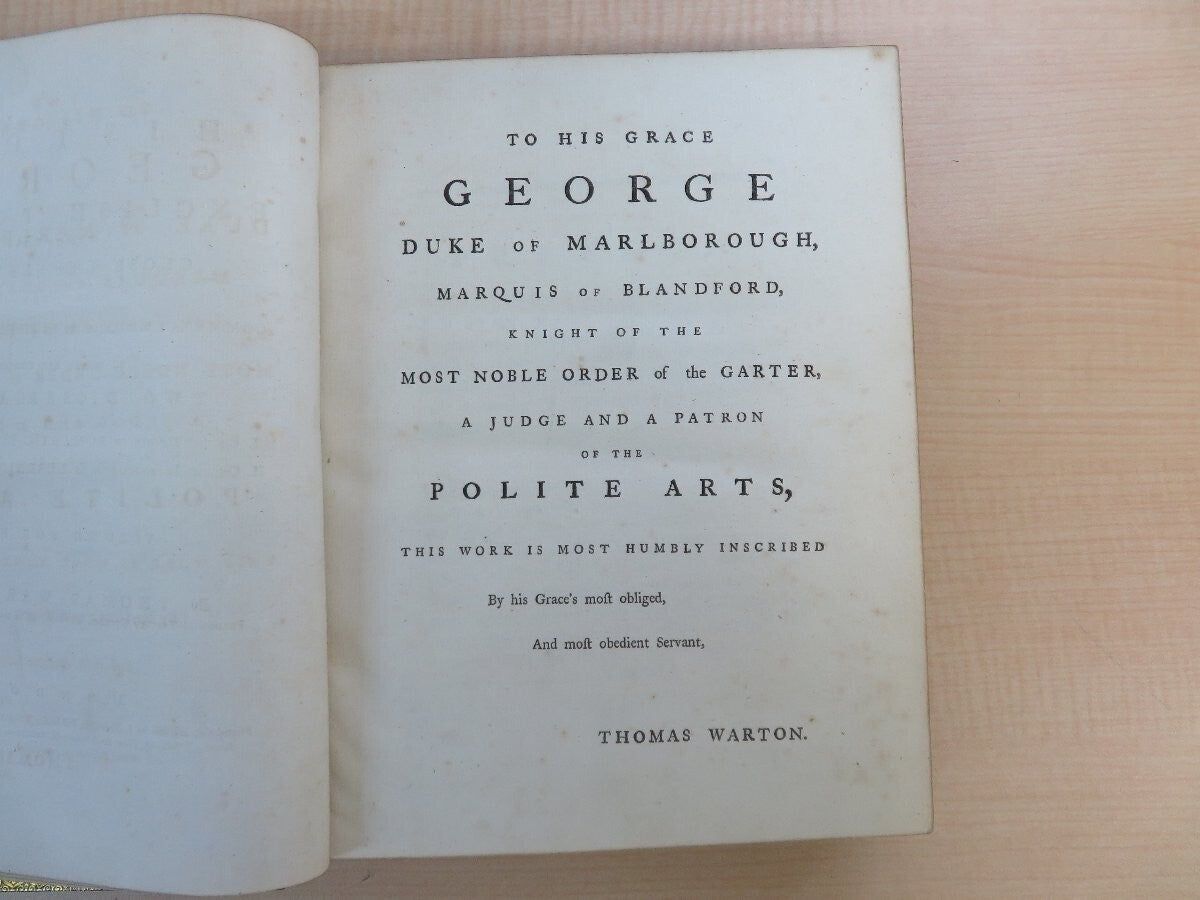 TO HIS GRACE
GEORGE
DUKE OF MARLBOROUGH,
MARQUIS OF BLANDFORD,
KNIGHT OF THE
MOST NOBLE ORDER of the GARTER,
A JUDGE AND A PATRON
OF THE
POLITE ARTS,
THIS WORK IS MOST HUMBLY INSCRIBED
By his Grace's moſt obliged,
And moſt obedient Servant,
THOMAS WARTON.